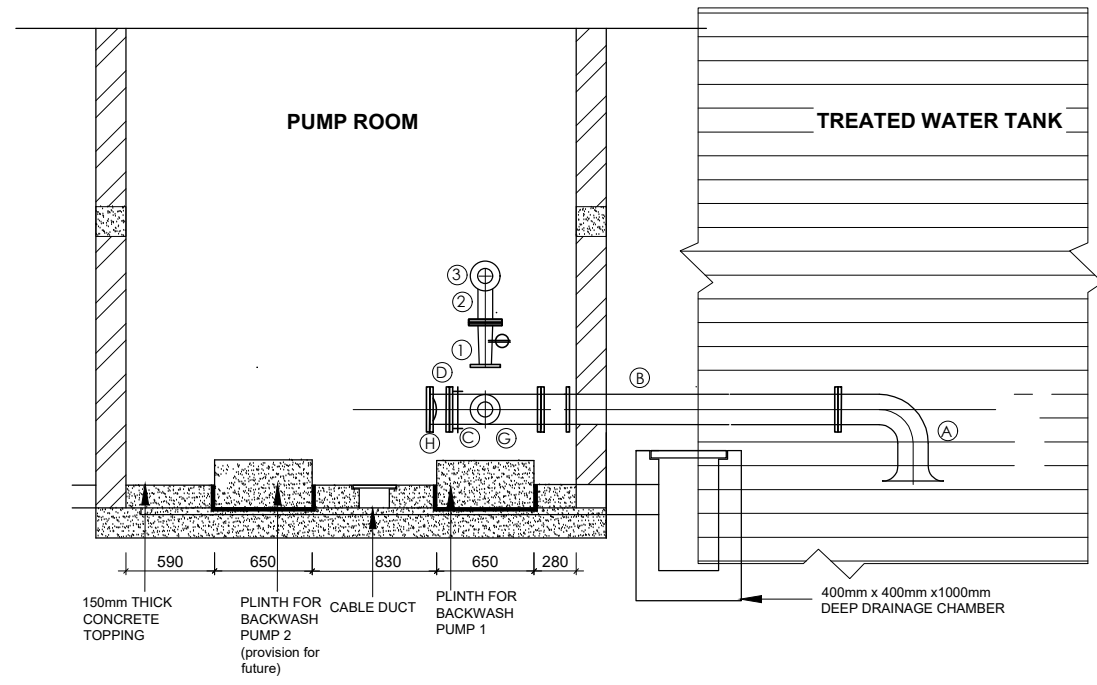 PUMP ROOM
TREATED WATER TANK
3
2
1
D
B
A
H
C
G
590
650
830
650
280
150mm THICK
CONCRETE
TOPPING
PLINTH FOR
BACKWASH
PUMP 2
(provision for
future)
CABLE DUCT
PLINTH FOR
BACKWASH
PUMP 1
400mm x 400mm x1000mm
DEEP DRAINAGE CHAMBER